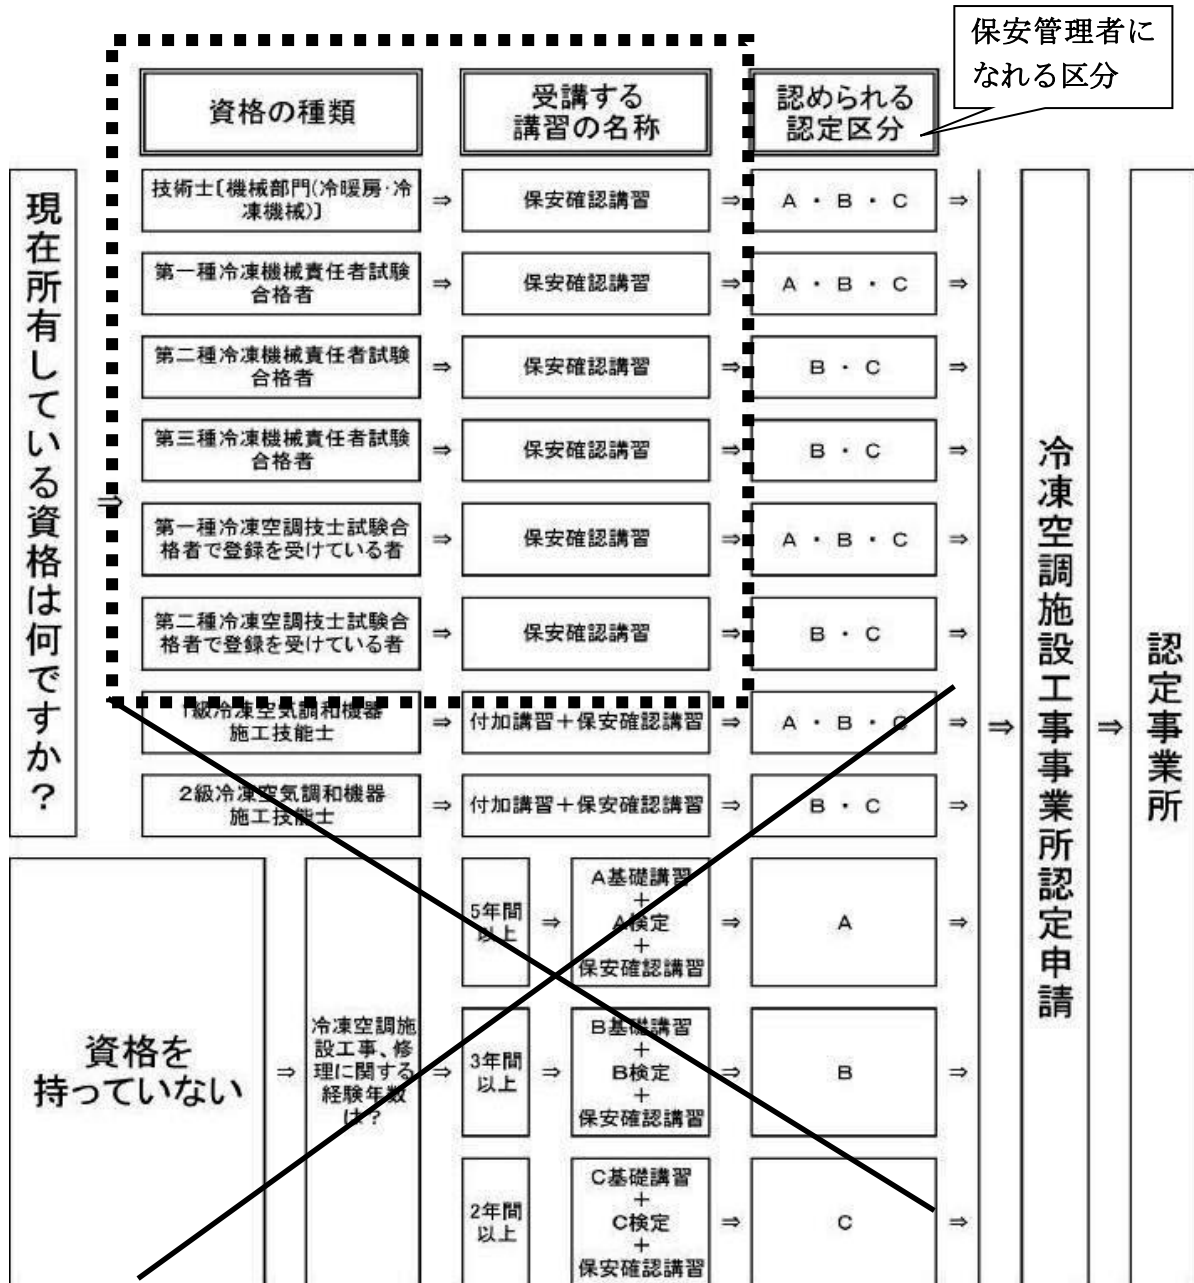 保安管理者に
なれる区分
資格の種類
受講する
講習の名称
認められる
認定区分
現在所有している資格は何ですか？
⇒
技術士〔機械部門(冷暖房・冷
凍機械)〕
⇒
保安確認講習
⇒
A ・ B ・ C
⇒
第一種冷凍機械責任者試験
合格者
⇒
保安確認講習
⇒
A ・ B ・ C
⇒
第二種冷凍機械責任者試験
合格者
⇒
保安確認講習
⇒
B ・ C
⇒
第三種冷凍機械責任者試験
合格者
⇒
保安確認講習
⇒
B ・ C
⇒
第一種冷凍空調技士試験合
格者で登録を受けている者
⇒
保安確認講習
⇒
A ・ B ・ C
⇒
第二種冷凍空調技士試験合
格者で登録を受けている者
⇒
保安確認講習
⇒
B ・ C
⇒
1級冷凍空気調和機器
施工技能士
⇒
付加講習＋保安確認講習
⇒
A ・ B ・ C
⇒
2級冷凍空気調和機器
施工技能士
⇒
付加講習＋保安確認講習
⇒
B ・ C
⇒
資格を
持っていない
⇒
冷凍空調施
設工事、修
理に関する
経験年数
は？
⇒
5年間
以上
⇒
A基礎講習
＋
A検定
＋
保安確認講習
⇒
A
⇒
3年間
以上
⇒
B基礎講習
＋
B検定
＋
保安確認講習
⇒
B
⇒
2年間
以上
C基礎講習
＋
C検定
＋
保安確認講習
⇒
C
⇒
⇒
冷凍空調施設工事事業所認定申請
⇒
認定事業所